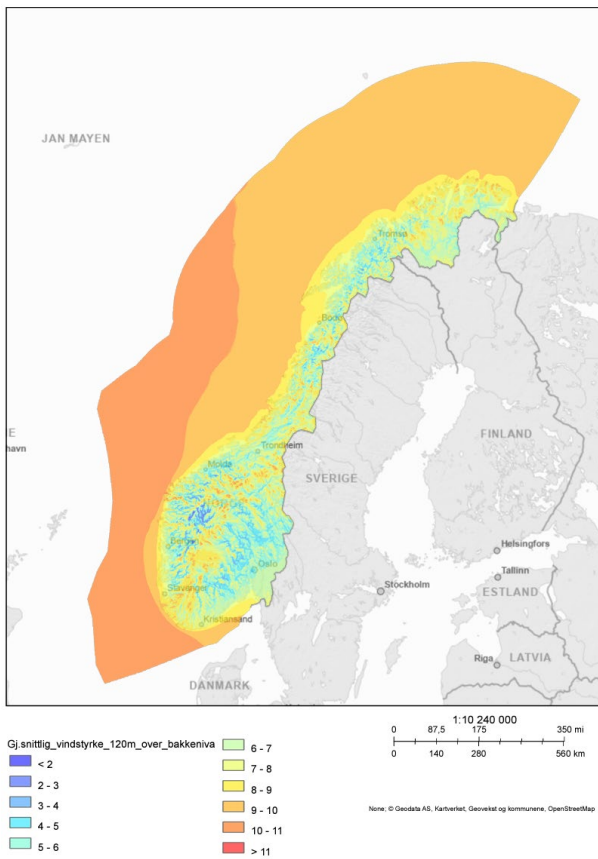 JAN MAYEN
Tromsø
Bodø
FINLAND
E
havn
Trondheim
Molde
SVERIGE
NORGE
Bergen
Oslo
Helsingfors
Tallinn
Stavanger
Stockholm
ESTLAND
Kristiansand
Riga
LATVIA
DANMARK
Gj.snittlig_vindstyrke_120m_over_bakkeniva
< 2
2 - 3
3 - 4
4 - 5
5 - 6
6 - 7
7 - 8
8 - 9
9 - 10
10 - 11
> 11
1:10 240 000
0 87,5 175 350 mi
0 140 280 560 km
None, © Geodata AS, Kartverket, Geovekst og kommunene, OpenStreetMap